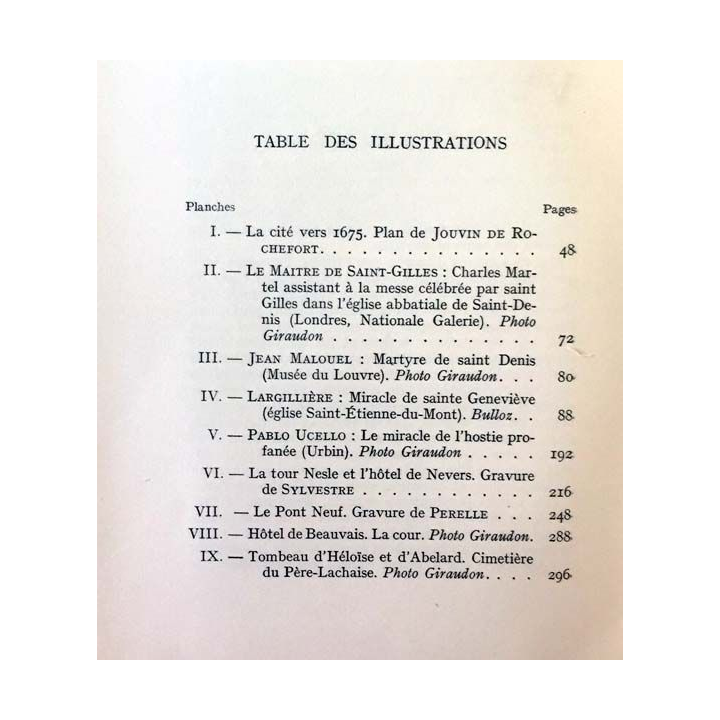 TABLE DES ILLUSTRATIONS
Planches Pages
I. — La cité vers 1675. Plan de JOUVIN DE RO-
CHEFORT. . . . . . . . . . . . . . . . 48
II. — LE MAITRE DE SAINT-GILLES : Charles Mar-
tel assistant à la messe célébrée par saint
Gilles dans l'église abbatiale de Saint-De-
nis (Londres, Nationale Galerie). Photo
Giraudon . . . . . . . . . . . . . . . 72
III. — JEAN MALOUEL : Martyre de saint Denis
(Musée du Louvre). Photo Giraudon. . . 80
IV. — LARGILLIÈRE : Miracle de sainte Geneviève
(église Saint-Étienne-du-Mont). Bulloz. . 88
V. — PABLO UCELLO : Le miracle de l'hostie pro-
fanée (Urbin). Photo Giraudon . . . . . 192
VI. — La tour Nesle et l'hôtel de Nevers. Gravure
de SYLVESTRE . . . . . . . . . . . . . 216
VII. — Le Pont Neuf. Gravure de PERELLE . . . 248
VIII. — Hôtel de Beauvais. La cour. Photo Giraudon. 288
IX. — Tombeau d'Héloïse et d'Abelard. Cimetière
du Père-Lachaise. Photo Giraudon. . . . 296